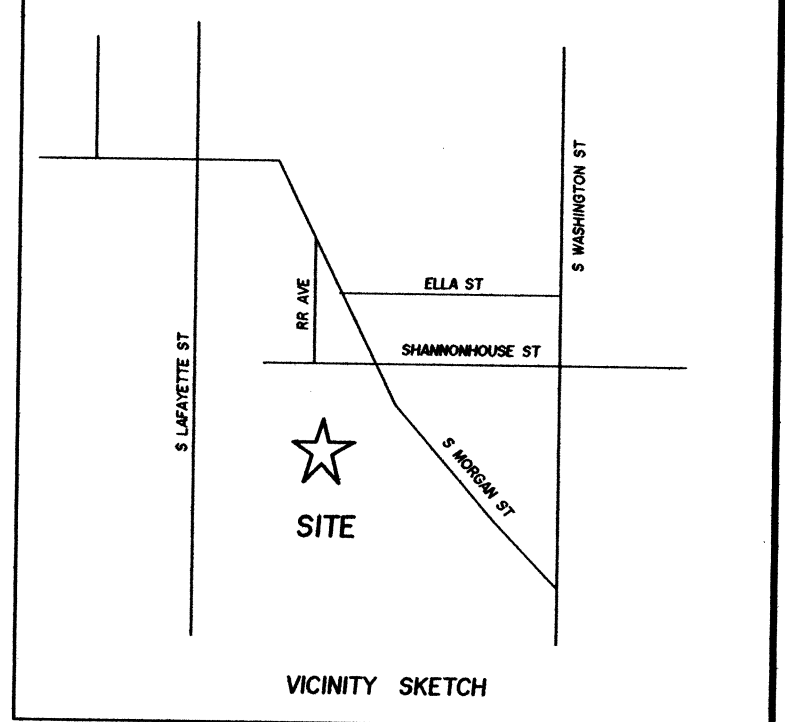 S WASHINGTON ST
ELLA ST
RR AVE
SHANNONHOUSE ST
S LAFAYETTE ST
S MORGAN ST
SITE
VICINITY SKETCH